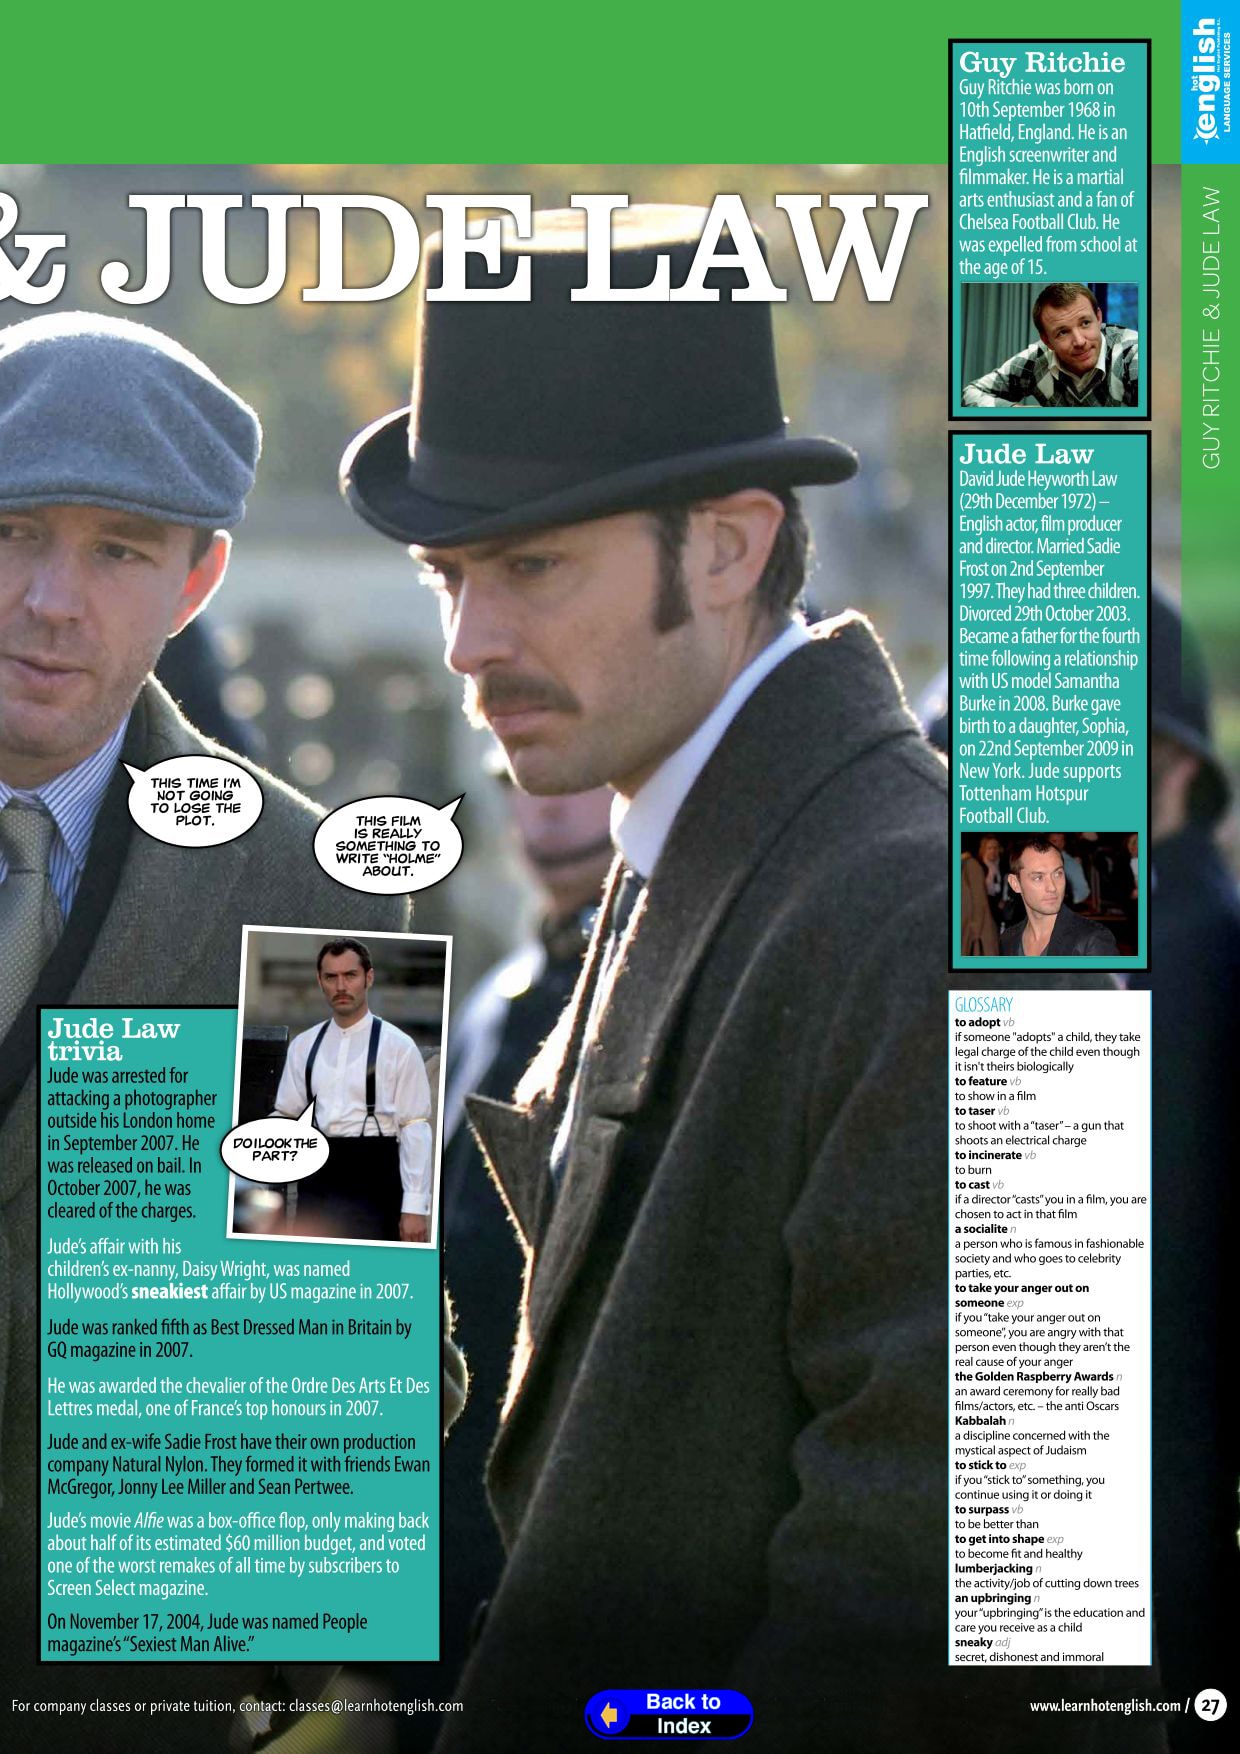 & JUDE LAW
Guy Ritchie
Guy Ritchie was born on
10th September 1968 in
Hatfield, England. He is an
English screenwriter and
filmmaker. He is a martial
arts enthusiast and a fan of
Chelsea Football Club. He
was expelled from school at
the age of 15.
hot
english
LANGUAGE SERVICES
GUY RITCHIE & JUDE LAW
Jude Law
David Jude Heyworth Law
(29th December 1972) –
English actor, film producer
and director. Married Sadie
Frost on 2nd September
1997. They had three children.
Divorced 29th October 2003.
Became a father for the fourth
time following a relationship
with US model Samantha
Burke in 2008. Burke gave
birth to a daughter, Sophia,
on 22nd September 2009 in
New York. Jude supports
Tottenham Hotspur
Football Club.
THIS TIME I'M
NOT GOING
TO LOSE THE
PLOT.
THIS FILM
IS REALLY
SOMETHING TO
WRITE "HOLME"
ABOUT.
DO I LOOK THE
PART?
Jude Law
trivia
Jude was arrested for
attacking a photographer
outside his London home
in September 2007. He
was released on bail. In
October 2007, he was
cleared of the charges.
Jude's affair with his
children's ex-nanny, Daisy Wright, was named
Hollywood's sneakiest affair by US magazine in 2007.
Jude was ranked fifth as Best Dressed Man in Britain by
GQ magazine in 2007.
He was awarded the chevalier of the Ordre Des Arts Et Des
Lettres medal, one of France's top honours in 2007.
Jude and ex-wife Sadie Frost have their own production
company Natural Nylon. They formed it with friends Ewan
McGregor, Jonny Lee Miller and Sean Pertwee.
Jude's movie Alfie was a box-office flop, only making back
about half of its estimated $60 million budget, and voted
one of the worst remakes of all time by subscribers to
Screen Select magazine.
On November 17, 2004, Jude was named People
magazine's "Sexiest Man Alive."
GLOSSARY
to adopt vb
if someone "adopts" a child, they take
legal charge of the child even though
it isn't theirs biologically
to feature vb
to show in a film
to taser vb
to shoot with a "taser" – a gun that
shoots an electrical charge
to incinerate vb
to burn
to cast vb
if a director "casts" you in a film, you are
chosen to act in that film
a socialite n
a person who is famous in fashionable
society and who goes to celebrity
parties, etc.
to take your anger out on
someone exp
if you "take your anger out on
someone", you are angry with that
person even though they aren't the
real cause of your anger
the Golden Raspberry Awards n
an award ceremony for really bad
films/actors, etc. – the anti Oscars
Kabbalah n
a discipline concerned with the
mystical aspect of Judaism
to stick to exp
if you "stick to" something, you
continue using it or doing it
to surpass vb
to be better than
to get into shape exp
to become fit and healthy
lumberjacking n
the activity/job of cutting down trees
an upbringing n
your "upbringing" is the education and
care you receive as a child
sneaky adj
secret, dishonest and immoral
For company classes or private tuition, contact: classes@learnhotenglish.com
Back to
Index
www.learnhotenglish.com / 27